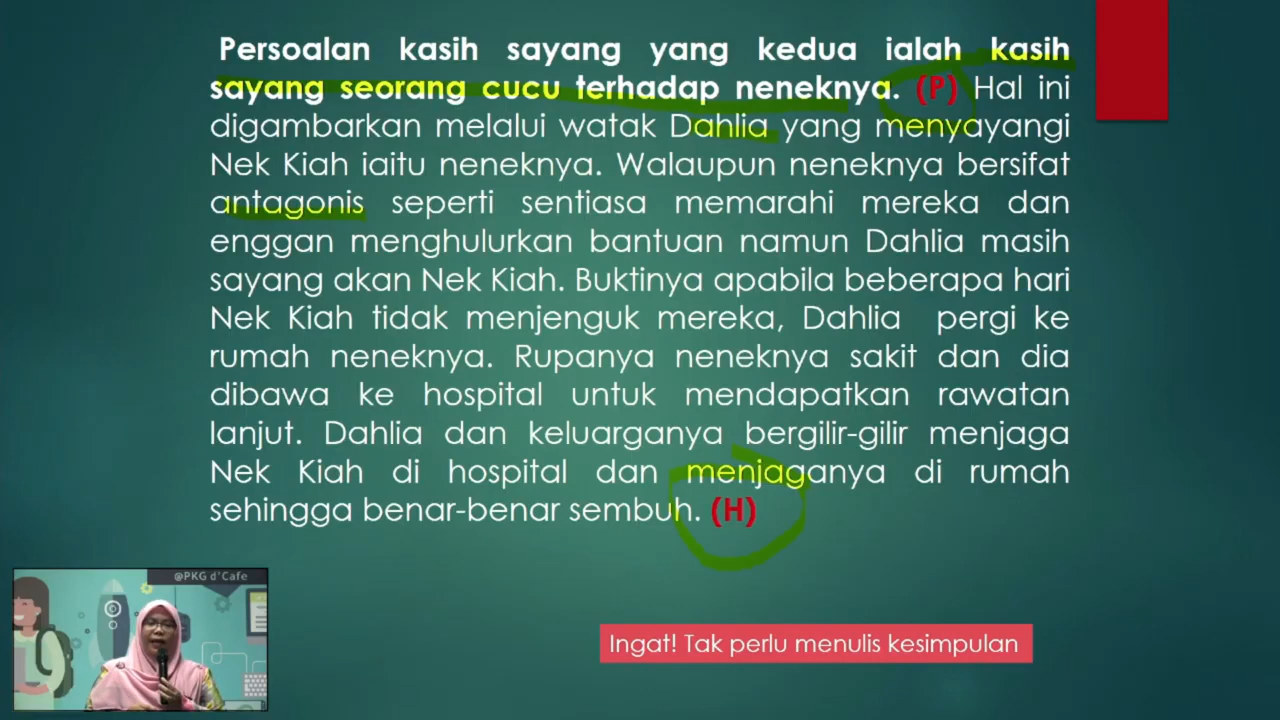 Persoalan kasih sayang yang kedua ialah kasih
sayang seorang cucu terhadap neneknya. (P) Hal ini
digambarkan melalui watak Dahlia yang menyayangi
Nek Kiah iaitu neneknya. Walaupun neneknya bersifat
antagonis seperti sentiasa memarahi mereka dan
enggan menghulurkan bantuan namun Dahlia masih
sayang akan Nek Kiah. Buktinya apabila beberapa hari
Nek Kiah tidak menjenguk mereka, Dahlia pergi ke
rumah neneknya. Rupanya neneknya sakit dan dia
dibawa ke hospital untuk mendapatkan rawatan
lanjut. Dahlia dan keluarganya bergilir-gilir menjaga
Nek Kiah di hospital dan menjaganya di rumah
sehingga benar-benar sembuh. (H)
@PKG d'Cafe
Ingat! Tak perlu menulis kesimpulan